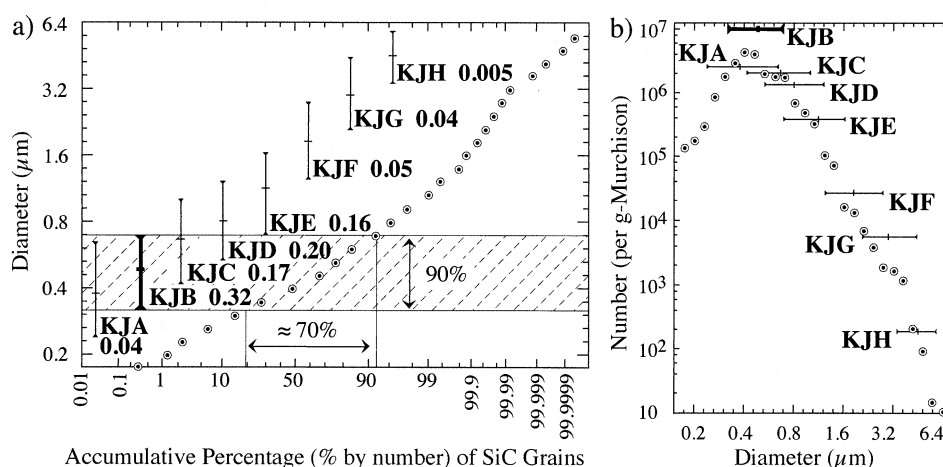 a)
6.4
3.2
1.6
0.8
0.4
0.2
Diameter (μm)
KJH 0.005
KJG 0.04
KJF 0.05
KJE 0.16
KJD 0.20
KJC 0.17
KJB 0.32
KJA
0.04
90%
≈70%
0.01 0.1 1 10 50 90 99 99.9 99.99 99.999 99.9999
Accumulative Percentage (% by number) of SiC Grains
b)
10⁷
10⁶
10⁵
10⁴
10³
10²
10
Number (per g-Murchison)
KJB
KJA
KJC
KJD
KJE
KJF
KJG
KJH
0.2 0.4 0.8 1.6 3.2 6.4
Diameter (μm)